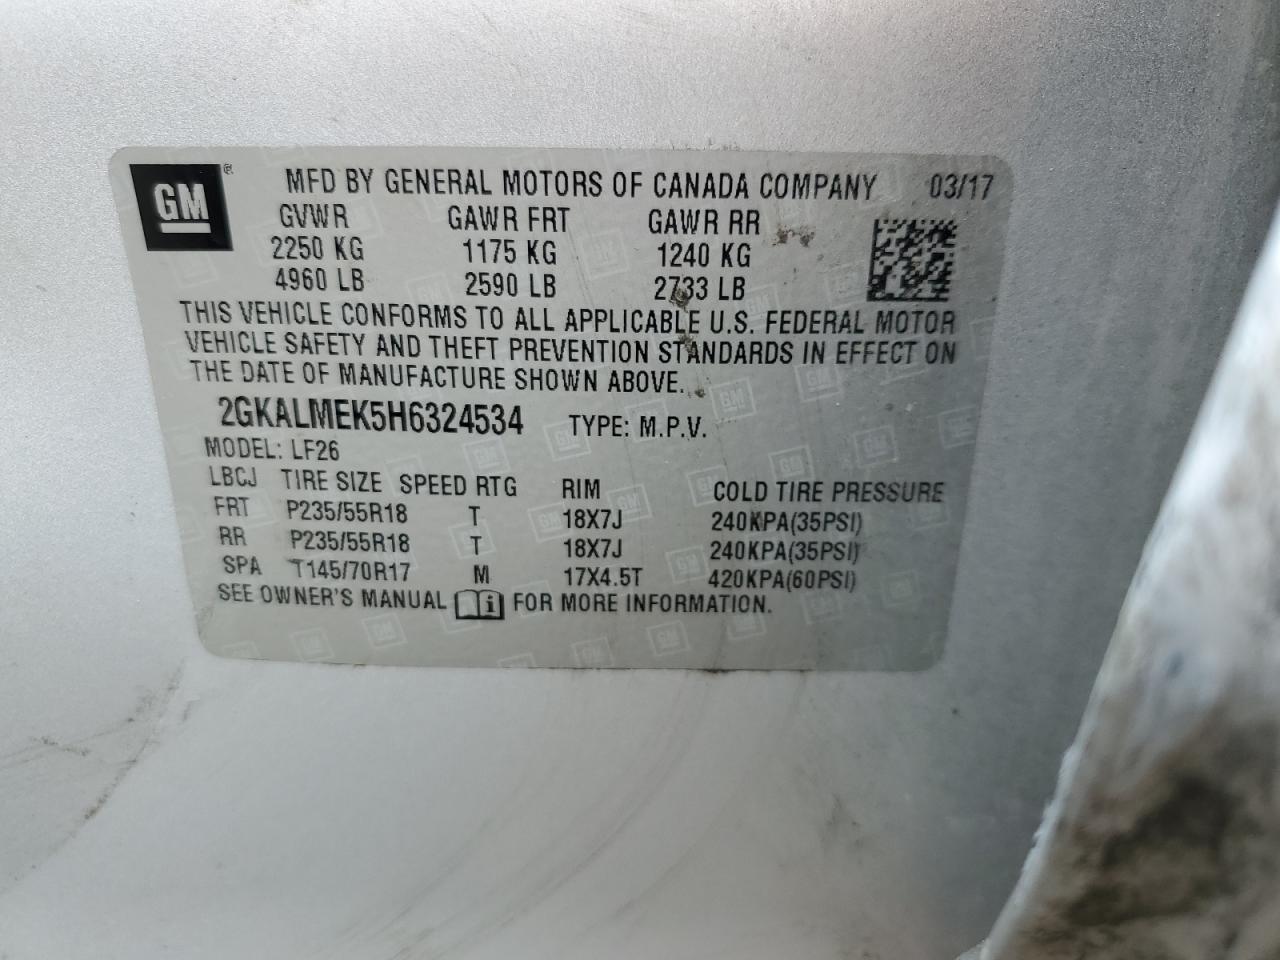 GM ® MFD BY GENERAL MOTORS OF CANADA COMPANY 03/17
GVWR GAWR FRT GAWR RR
2250 KG 1175 KG 1240 KG
4960 LB 2590 LB 2733 LB
THIS VEHICLE CONFORMS TO ALL APPLICABLE U.S. FEDERAL MOTOR
VEHICLE SAFETY AND THEFT PREVENTION STANDARDS IN EFFECT ON
THE DATE OF MANUFACTURE SHOWN ABOVE.
2GKALMEK5H6324534 TYPE: M.P.V.
MODEL: LF26
LBCJ TIRE SIZE SPEED RTG RIM COLD TIRE PRESSURE
FRT P235/55R18 T 18X7J 240KPA(35PSI)
RR P235/55R18 T 18X7J 240KPA(35PSI)
SPA T145/70R17 M 17X4.5T 420KPA(60PSI)
SEE OWNER'S MANUAL i FOR MORE INFORMATION.